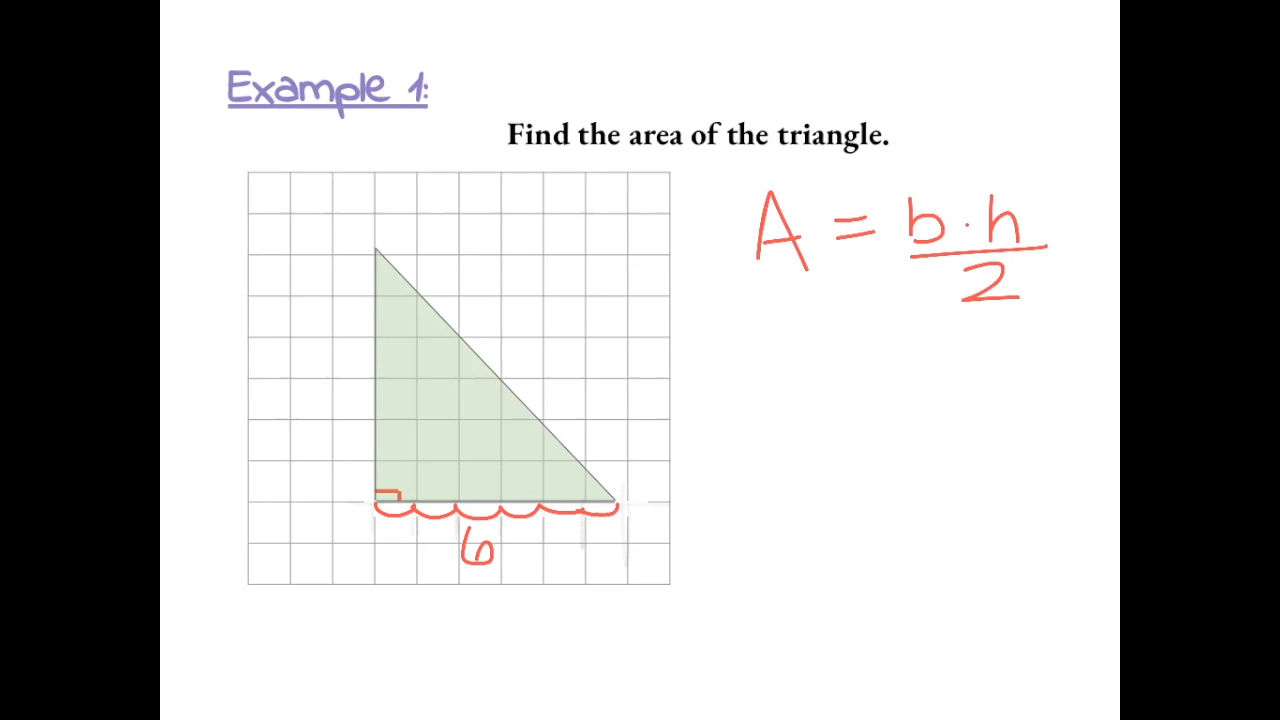 Example 1:
Find the area of the triangle.
A = b · h
2
6